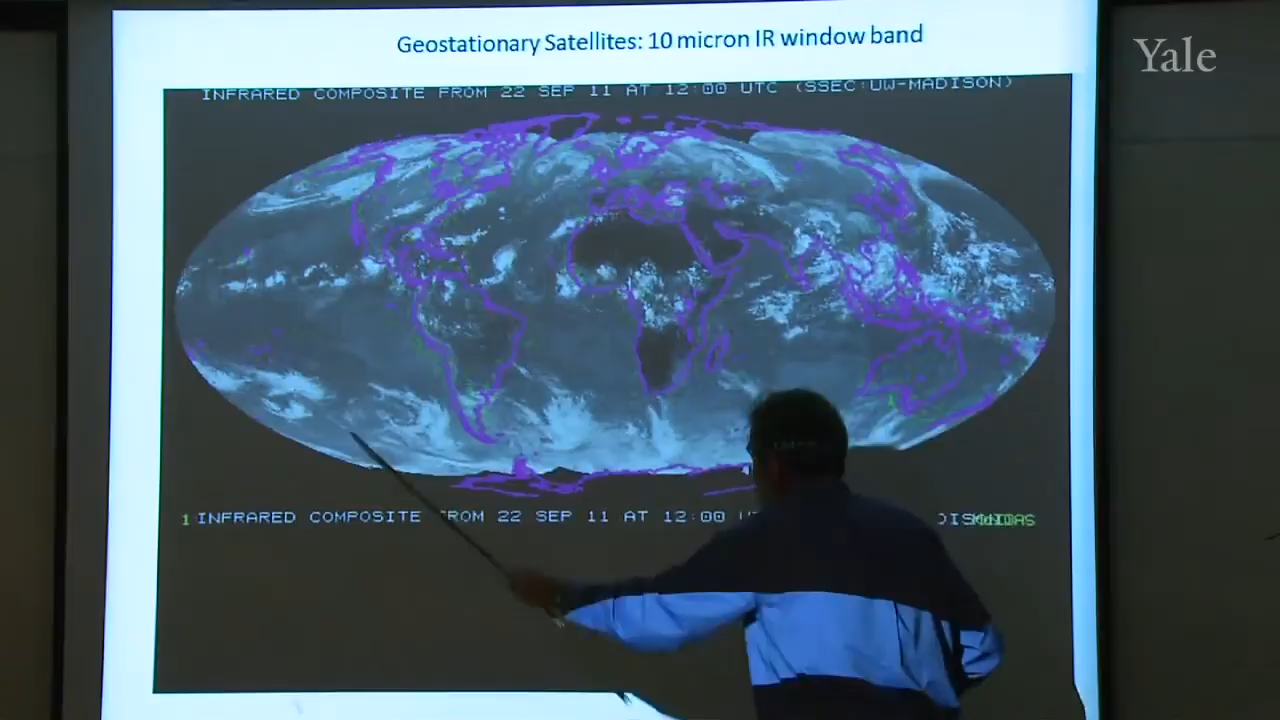 Geostationary Satellites: 10 micron IR window band
Yale
INFRARED COMPOSITE FROM 22 SEP 11 AT 12:00 UTC (SSEC:UW-MADISON)
1 INFRARED COMPOSITE FROM 22 SEP 11 AT 12:00